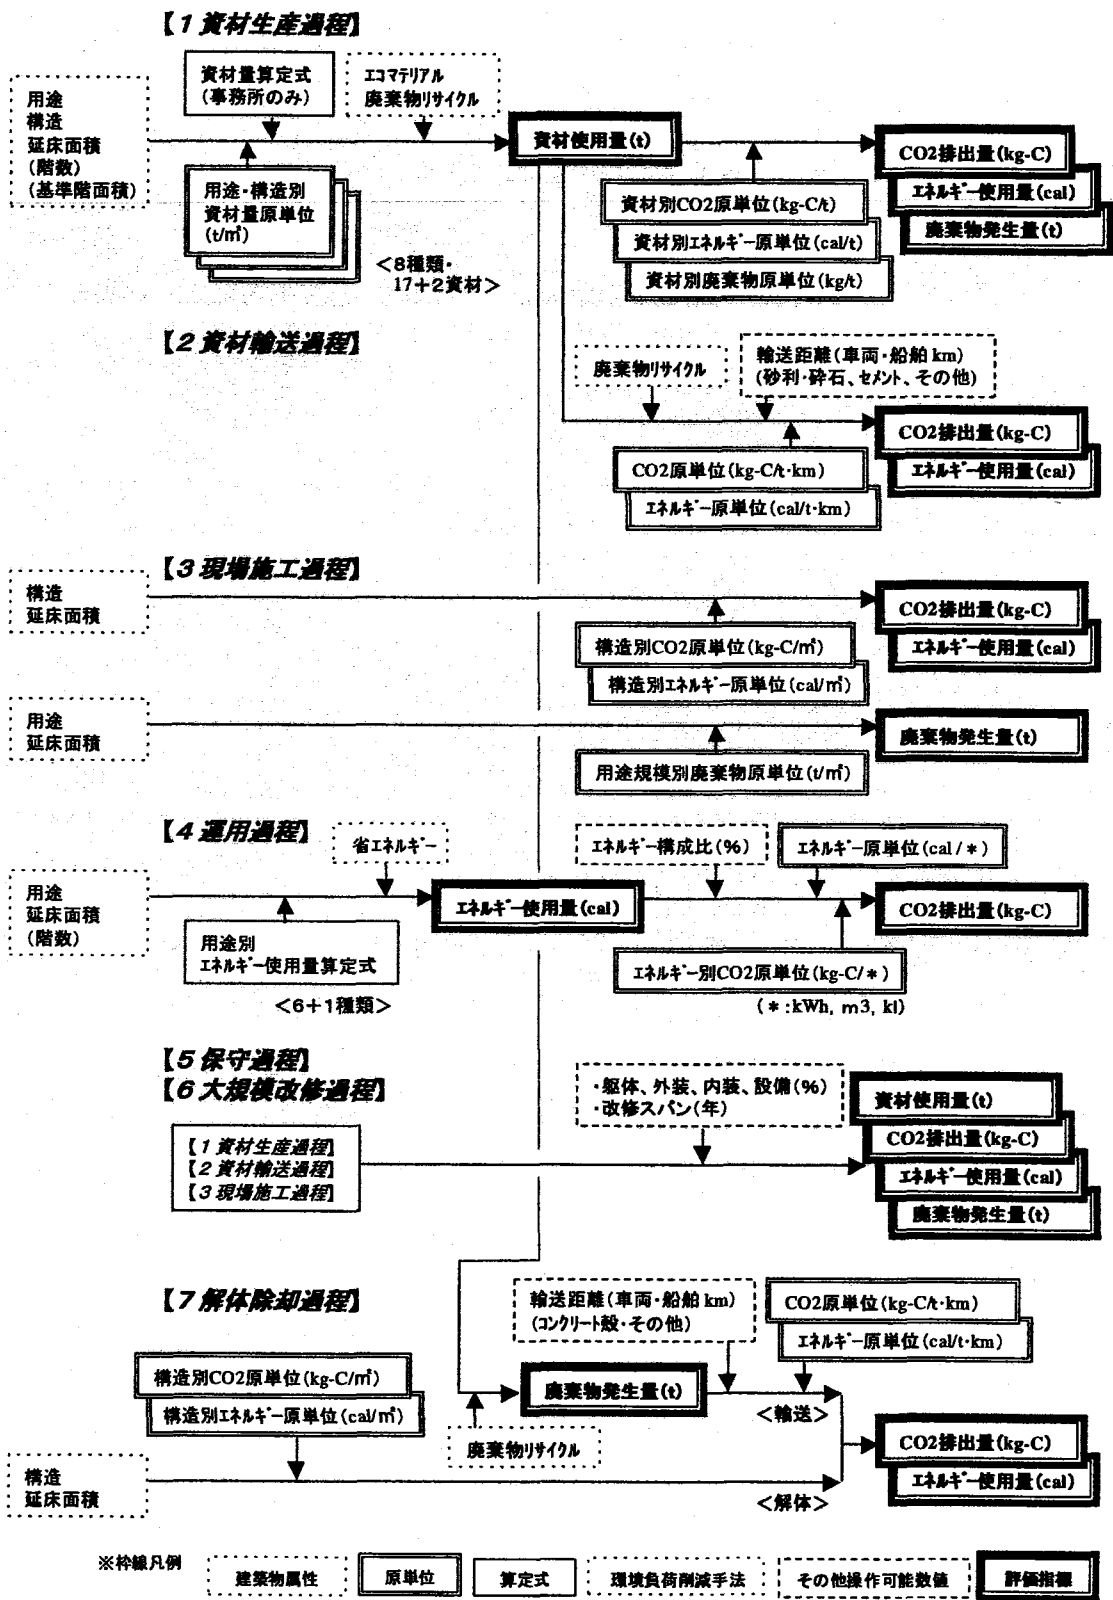 【1 資材生産過程】
用途
構造
延床面積
(階数)
(基準階面積)
資材量算定式
(事務所のみ)
エコマテリアル
廃棄物リサイクル
用途・構造別
資材量原単位
(t/㎡)
<8種類・
17+2資材>
資材使用量(t)
資材別CO2原単位(kg-C/t)
資材別エネルギー原単位(cal/t)
資材別廃棄物原単位(kg/t)
CO2排出量(kg-C)
エネルギー使用量(cal)
廃棄物発生量(t)
【2 資材輸送過程】
廃棄物リサイクル
輸送距離(車両・船舶 km)
(砂利・砕石、セメント、その他)
CO2原単位(kg-C/t・km)
エネルギー原単位(cal/t・km)
CO2排出量(kg-C)
エネルギー使用量(cal)
【3 現場施工過程】
構造
延床面積
構造別CO2原単位(kg-C/㎡)
構造別エネルギー原単位(cal/㎡)
CO2排出量(kg-C)
エネルギー使用量(cal)
用途
延床面積
用途規模別廃棄物原単位(t/㎡)
廃棄物発生量(t)
【4 運用過程】
用途
延床面積
(階数)
省エネルギー
用途別
エネルギー使用量算定式
<6+1種類>
エネルギー使用量(cal)
エネルギー構成比(%)
エネルギー原単位(cal/*)
エネルギー別CO2原単位(kg-C/*)
(*:kWh, m3, kl)
CO2排出量(kg-C)
【5 保守過程】
【6 大規模改修過程】
【1 資材生産過程】
【2 資材輸送過程】
【3 現場施工過程】
・躯体、外装、内装、設備(%)
・改修スパン(年)
資材使用量(t)
CO2排出量(kg-C)
エネルギー使用量(cal)
廃棄物発生量(t)
【7 解体除却過程】
輸送距離(車両・船舶 km)
(コンクリート殻・その他)
CO2原単位(kg-C/t・km)
エネルギー原単位(cal/t・km)
構造別CO2原単位(kg-C/㎡)
構造別エネルギー原単位(cal/㎡)
廃棄物発生量(t)
<輸送>
廃棄物リサイクル
構造
延床面積
<解体>
CO2排出量(kg-C)
エネルギー使用量(cal)
※枠線凡例
建築物属性
原単位
算定式
環境負荷削減手法
その他操作可能数値
評価指標